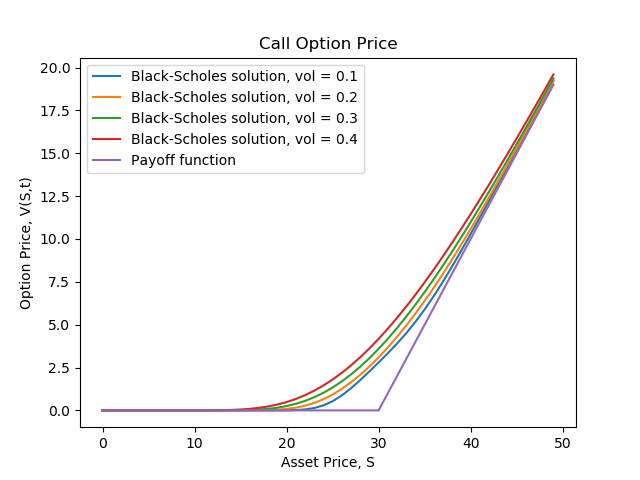 Call Option Price
Black-Scholes solution, vol = 0.1
Black-Scholes solution, vol = 0.2
Black-Scholes solution, vol = 0.3
Black-Scholes solution, vol = 0.4
Payoff function
20.0
17.5
15.0
12.5
10.0
7.5
5.0
2.5
0.0
Option Price, V(S,t)
0 10 20 30 40 50
Asset Price, S